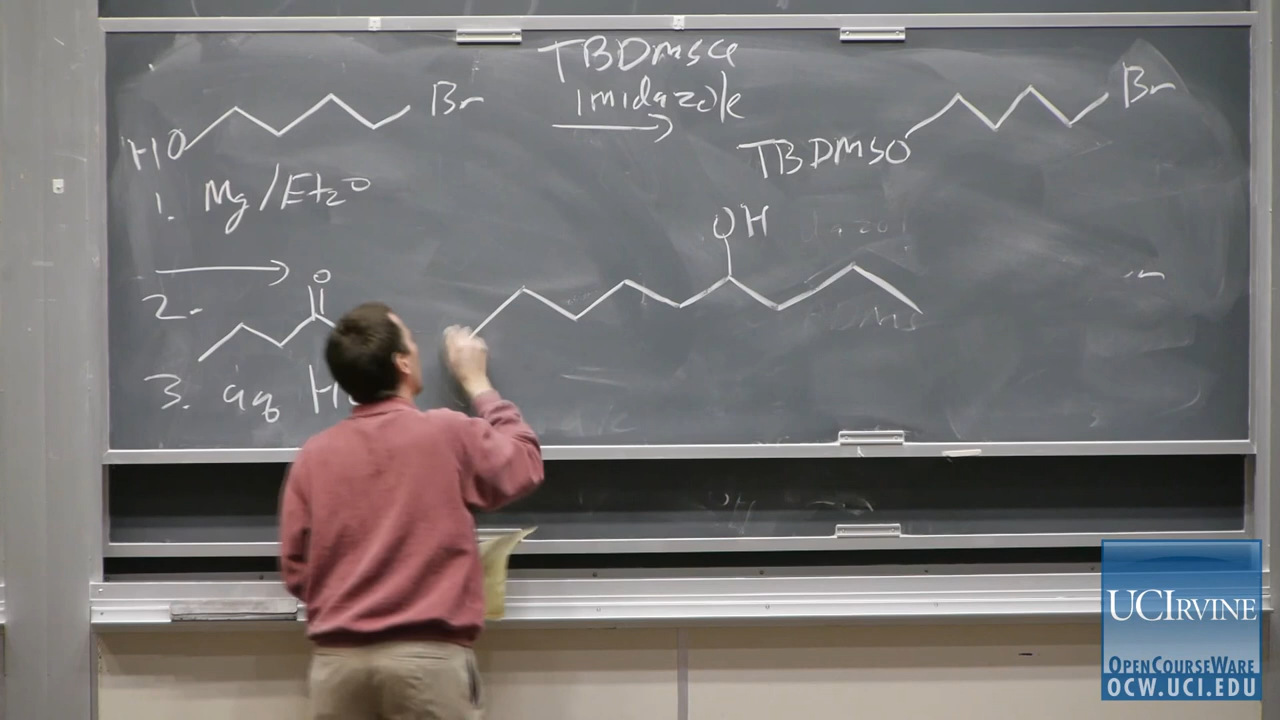 TBDMSCl
imidazole
HO Br
TBDMSO Br
1. Mg/Et2O
OH
2. O
3. aq H
UCIRVINE
OPENCOURSEWARE
OCW.UCI.EDU